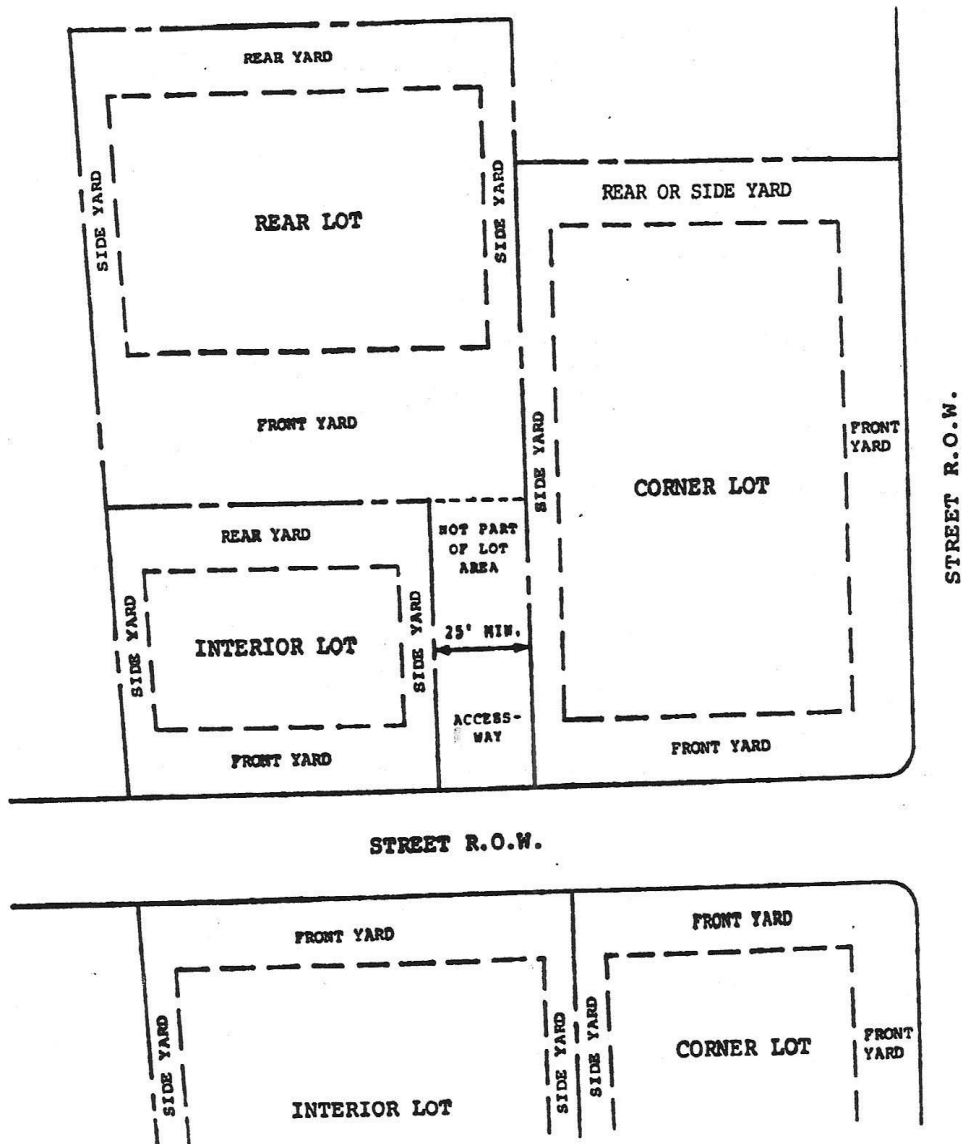 REAR YARD
SIDE YARD
REAR LOT
SIDE YARD
REAR OR SIDE YARD
FRONT YARD
SIDE YARD
CORNER LOT
FRONT
YARD
STREET R.O.W.
REAR YARD
NOT PART
OF LOT
AREA
SIDE YARD
INTERIOR LOT
SIDE YARD
25' MIN.
ACCESS-
WAY
FRONT YARD
FRONT YARD
STREET R.O.W.
FRONT YARD
FRONT YARD
SIDE YARD
INTERIOR LOT
SIDE YARD
SIDE YARD
CORNER LOT
FRONT
YARD